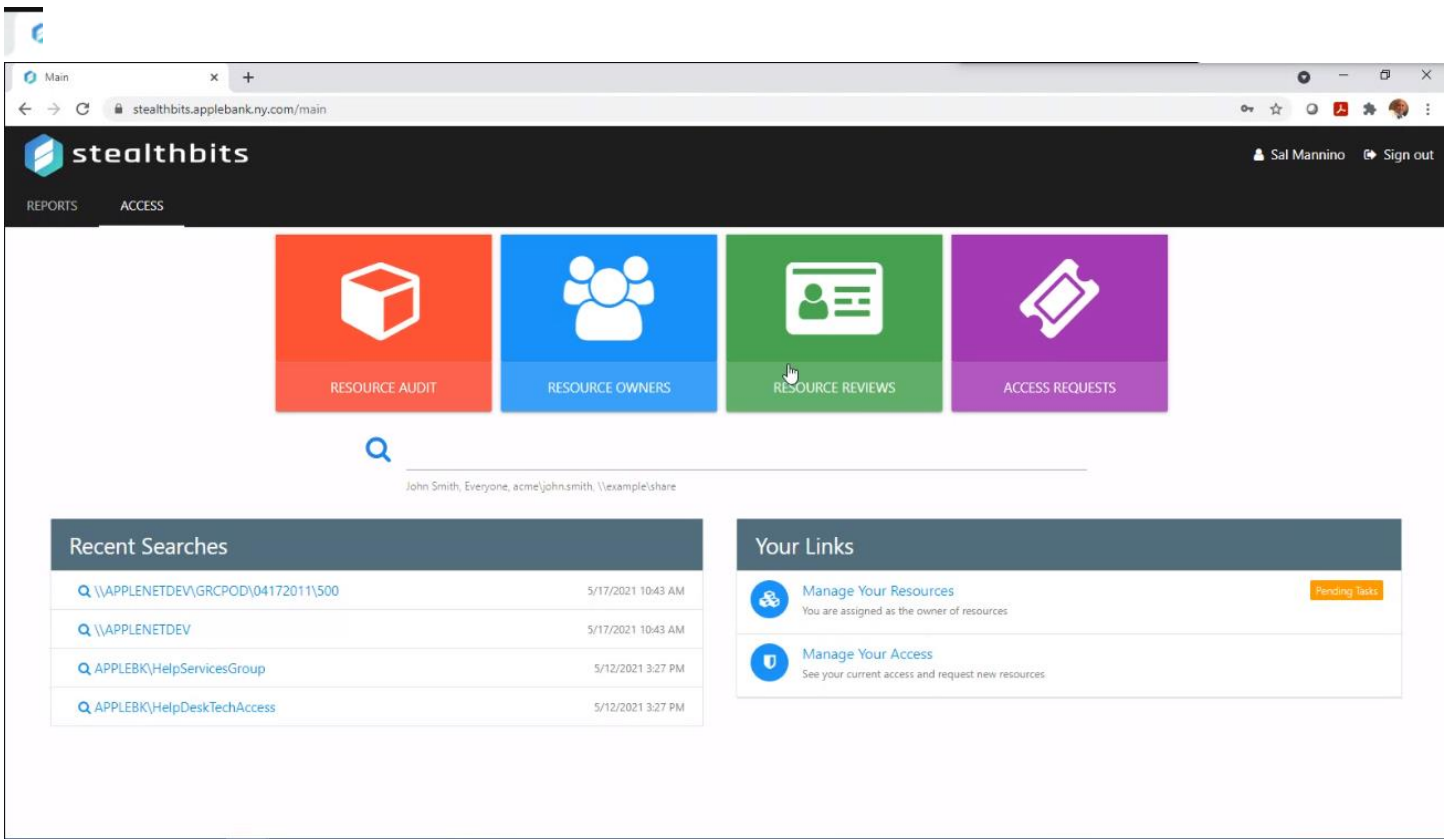 Main
stealthbits.applebank.ny.com/main
stealthbits
Sal Mannino Sign out
REPORTS ACCESS
RESOURCE AUDIT RESOURCE OWNERS RESOURCE REVIEWS ACCESS REQUESTS
John Smith, Everyone, acme\john.smith, \\example\share
Recent Searches
\\APPLENETDEV\GRCPOD\04172011\500 5/17/2021 10:43 AM
\\APPLENETDEV 5/17/2021 10:43 AM
APPLEBK\HelpServicesGroup 5/12/2021 3:27 PM
APPLEBK\HelpDeskTechAccess 5/12/2021 3:27 PM
Your Links
Manage Your Resources Pending Tasks
You are assigned as the owner of resources
Manage Your Access
See your current access and request new resources